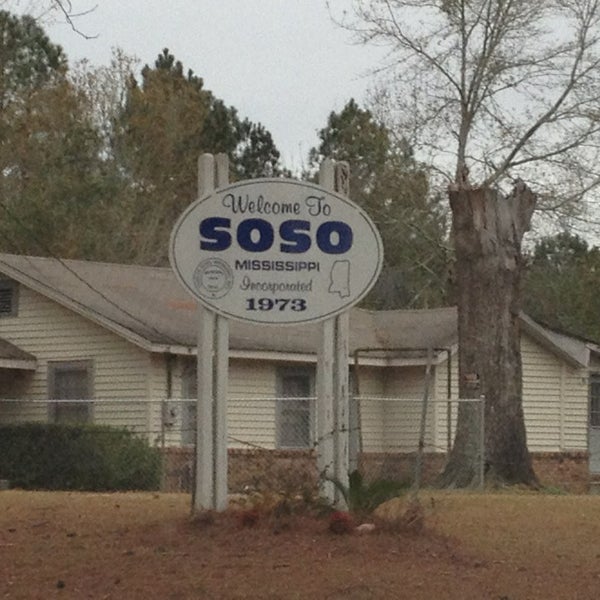 Welcome To
SOSO
MISSISSIPPI
Incorporated
1973